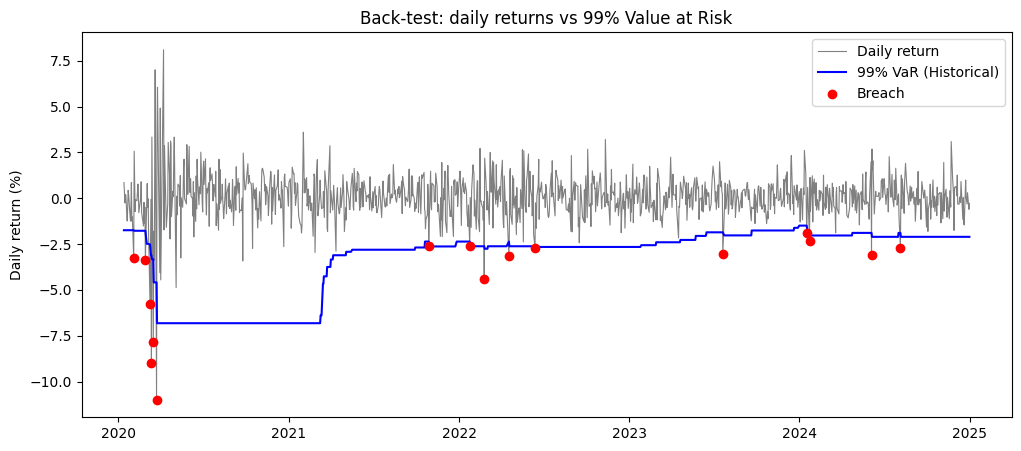 Back-test: daily returns vs 99% Value at Risk
Daily return
99% VaR (Historical)
Breach
Daily return (%)
7.5
5.0
2.5
0.0
−2.5
−5.0
−7.5
−10.0
2020
2021
2022
2023
2024
2025